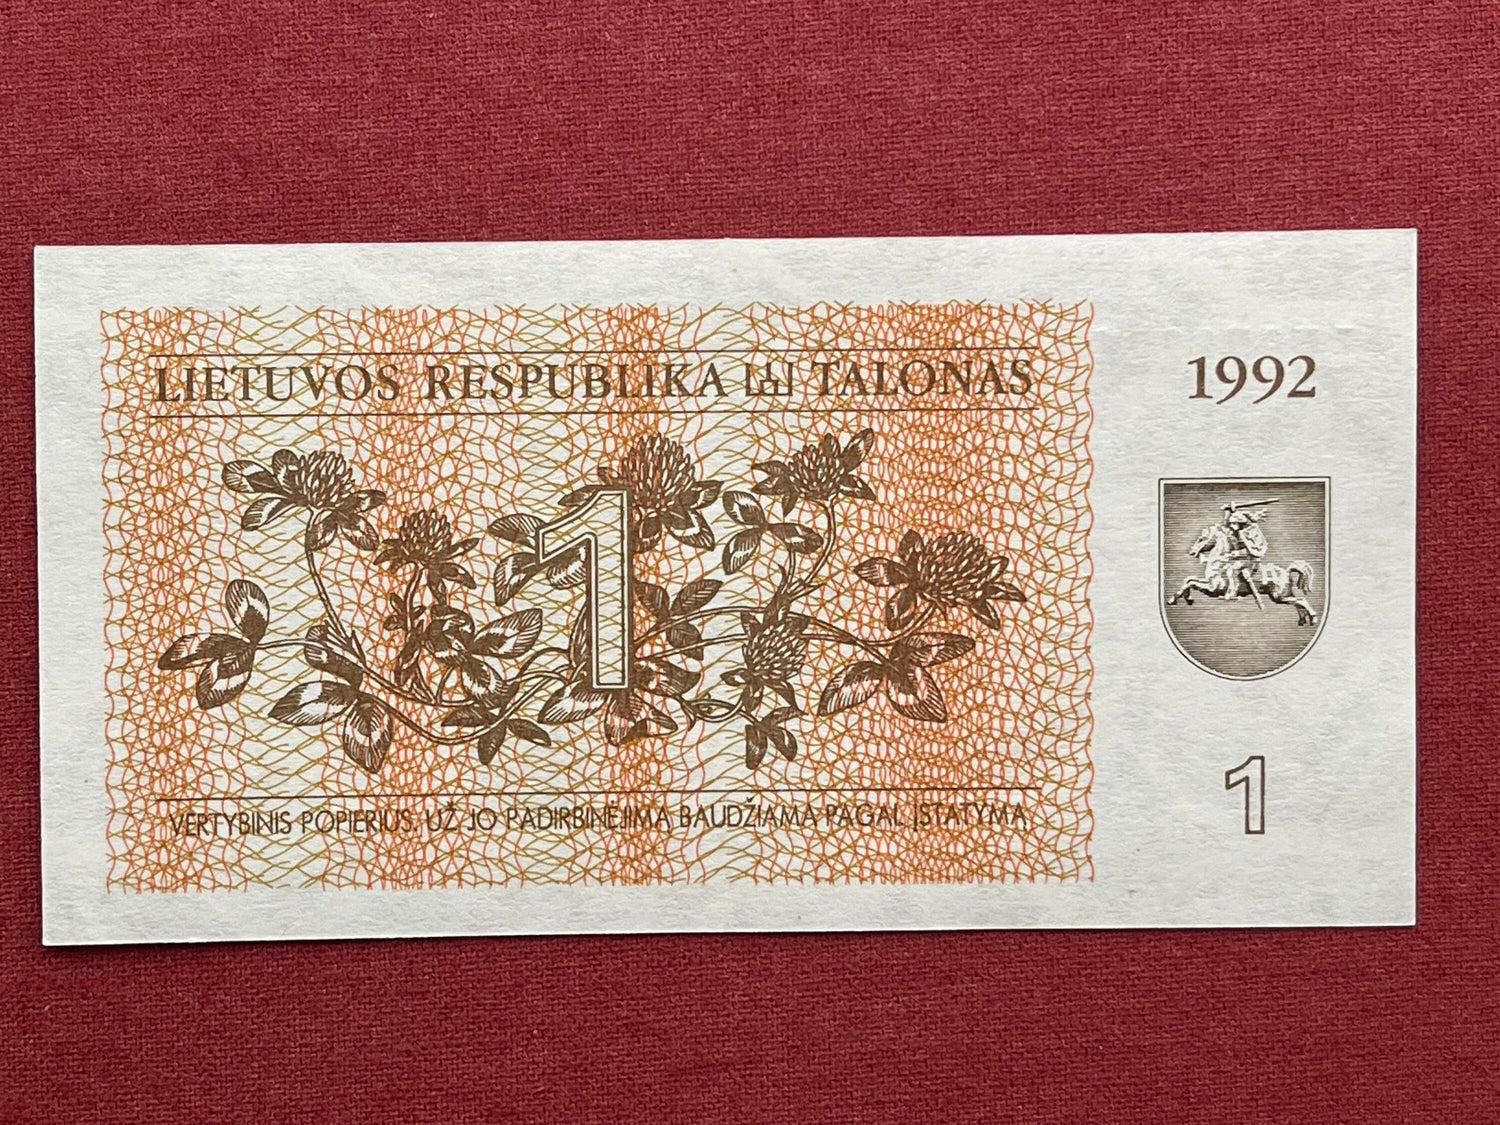 LIETUVOS RESPUBLIKA TALONAS
1992
1
VERTYBINIS POPIERIUS. UŽ JO PADIRBINĖJIMĄ BAUDŽIAMA PAGAL ĮSTATYMĄ
1